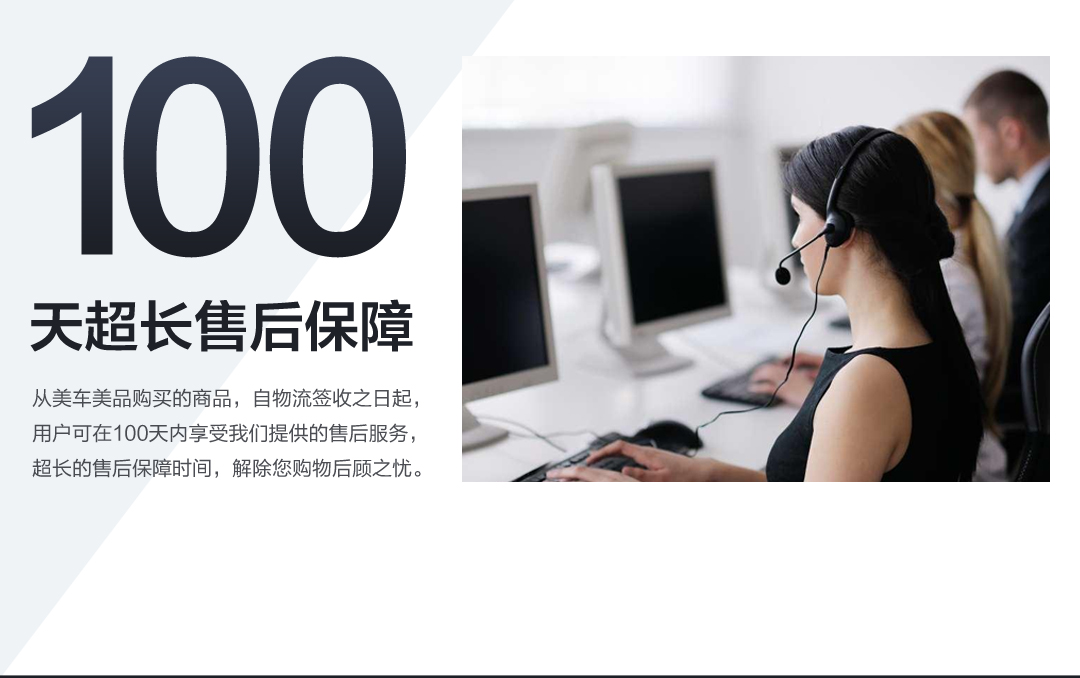 100
天超长售后保障
从美车美品购买的商品，自物流签收之日起，
用户可在100天内享受我们提供的售后服务，
超长的售后保障时间，解除您购物后顾之忧。